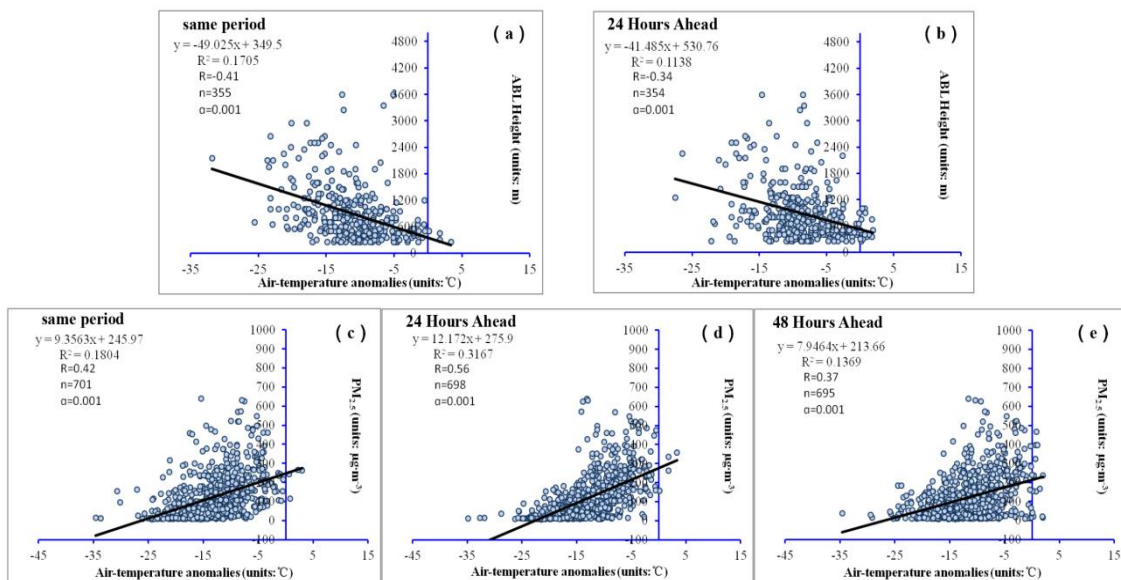 same period
( a )
y = -49.025x + 349.5
R² = 0.1705
R=-0.41
n=355
α=0.001
4800
4200
3600
3000
2400
1800
1200
600
0
ABL Height (units: m)
-35 -25 -15 -5 5 15
Air-temperature anomalies (units:℃)
24 Hours Ahead
( b )
y = -41.485x + 530.76
R² = 0.1138
R=-0.34
n=354
α=0.001
4800
4200
3600
3000
2400
1800
1200
600
0
ABL Height (units: m)
-35 -25 -15 -5 5 15
Air-temperature anomalies (units:℃)
same period
( c )
y = 9.3563x + 245.97
R² = 0.1804
R=0.42
n=701
α=0.001
1000
900
800
700
600
500
400
300
200
100
0
-100
PM₂.₅ (units: μg·m⁻³)
-45 -35 -25 -15 -5 5 15
Air-temperature anomalies (units:℃)
24 Hours Ahead
( d )
y = 12.172x + 275.9
R² = 0.3167
R=0.56
n=698
α=0.001
1000
900
800
700
600
500
400
300
200
100
0
-100
PM₂.₅ (units: μg·m⁻³)
-45 -35 -25 -15 -5 5 15
Air-temperature anomalies (units:℃)
48 Hours Ahead
( e )
y = 7.9464x + 213.66
R² = 0.1369
R=0.37
n=695
α=0.001
1000
900
800
700
600
500
400
300
200
100
0
-100
PM₂.₅ (units: μg·m⁻³)
-45 -35 -25 -15 -5 5 15
Air-temperature anomalies (units:℃)